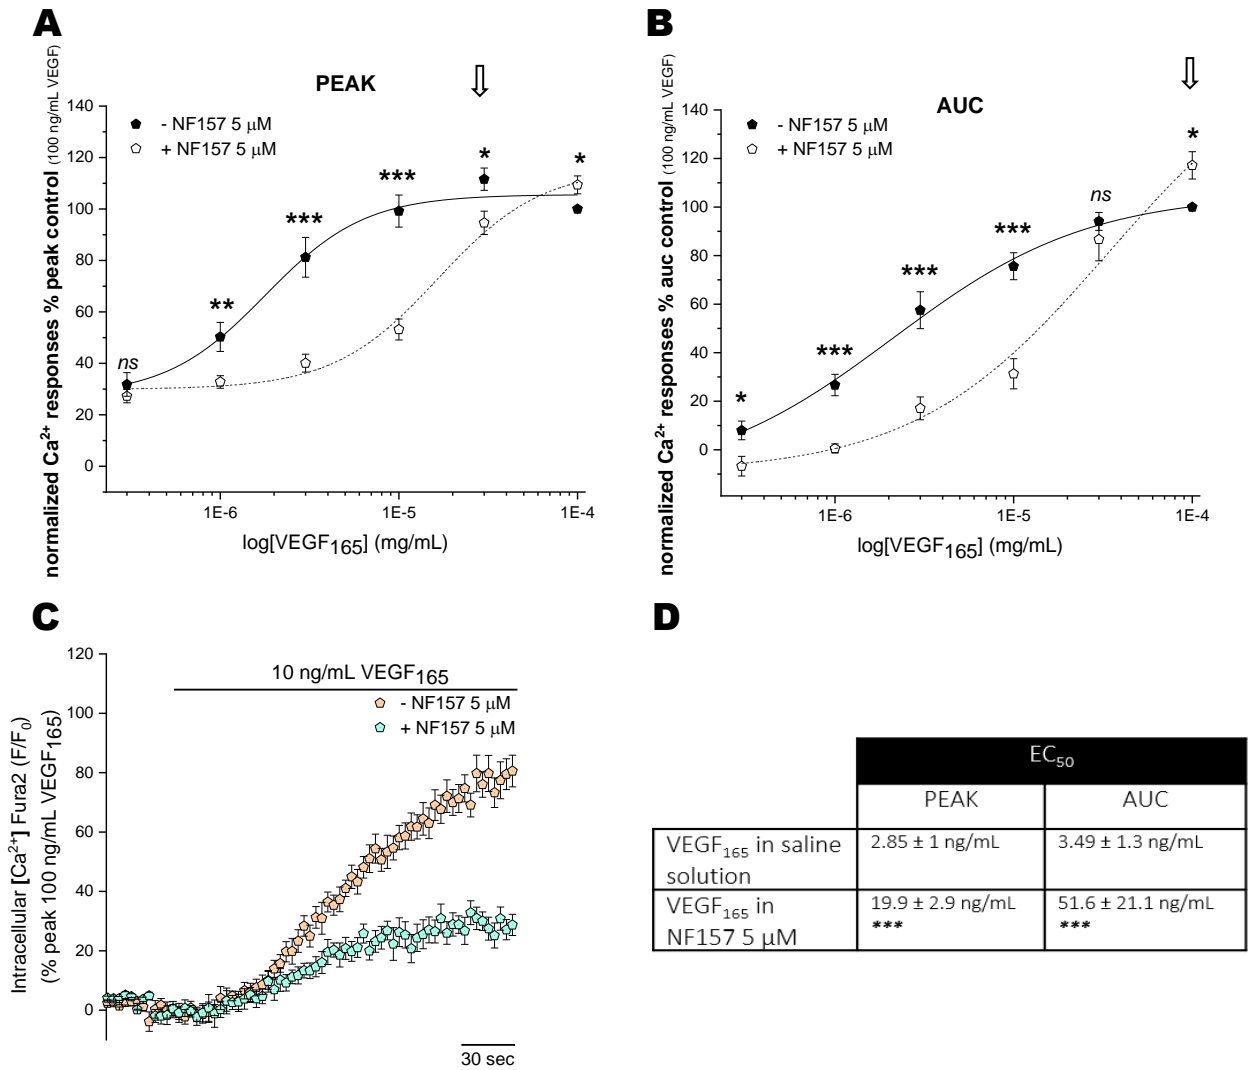 A
PEAK
normalized Ca²⁺ responses % peak control (100 ng/mL VEGF)
140
120
100
80
60
40
20
0
- NF157 5 μM
+ NF157 5 μM
ns
**
***
***
*
*
1E-6
1E-5
1E-4
log[VEGF₁₆₅] (mg/mL)
B
AUC
normalized Ca²⁺ responses % auc control (100 ng/mL VEGF)
140
120
100
80
60
40
20
0
- NF157 5 μM
+ NF157 5 μM
*
***
***
***
ns
*
1E-6
1E-5
1E-4
log[VEGF₁₆₅] (mg/mL)
C
Intracellular [Ca²⁺] Fura2 (F/F₀)
(% peak 100 ng/mL VEGF₁₆₅)
120
100
80
60
40
20
0
10 ng/mL VEGF₁₆₅
- NF157 5 μM
+ NF157 5 μM
30 sec
D
EC₅₀
PEAK AUC
VEGF₁₆₅ in saline
solution
2.85 ± 1 ng/mL
3.49 ± 1.3 ng/mL
VEGF₁₆₅ in
NF157 5 μM
19.9 ± 2.9 ng/mL
***
51.6 ± 21.1 ng/mL
***